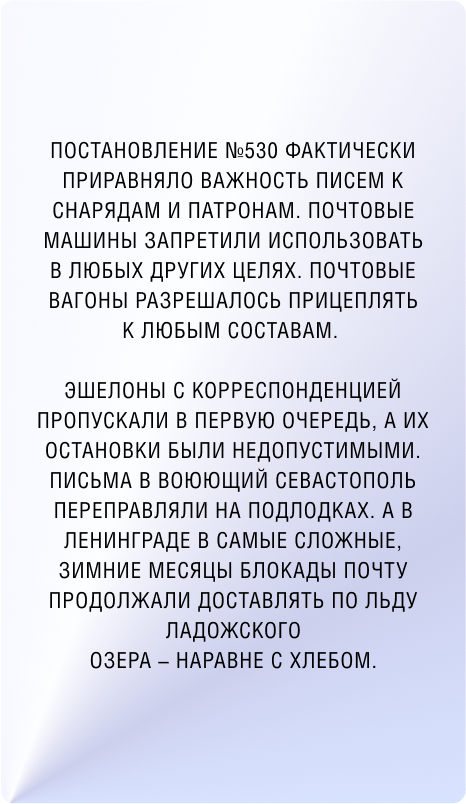 ПОСТАНОВЛЕНИЕ №530 ФАКТИЧЕСКИ
ПРИРАВНЯЛО ВАЖНОСТЬ ПИСЕМ К
СНАРЯДАМ И ПАТРОНАМ. ПОЧТОВЫЕ
МАШИНЫ ЗАПРЕТИЛИ ИСПОЛЬЗОВАТЬ
В ЛЮБЫХ ДРУГИХ ЦЕЛЯХ. ПОЧТОВЫЕ
ВАГОНЫ РАЗРЕШАЛОСЬ ПРИЦЕПЛЯТЬ
К ЛЮБЫМ СОСТАВАМ.
ЭШЕЛОНЫ С КОРРЕСПОНДЕНЦИЕЙ
ПРОПУСКАЛИ В ПЕРВУЮ ОЧЕРЕДЬ, А ИХ
ОСТАНОВКИ БЫЛИ НЕДОПУСТИМЫМИ.
ПИСЬМА В ВОЮЮЩИЙ СЕВАСТОПОЛЬ
ПЕРЕПРАВЛЯЛИ НА ПОДЛОДКАХ. А В
ЛЕНИНГРАДЕ В САМЫЕ СЛОЖНЫЕ,
ЗИМНИЕ МЕСЯЦЫ БЛОКАДЫ ПОЧТУ
ПРОДОЛЖАЛИ ДОСТАВЛЯТЬ ПО ЛЬДУ
ЛАДОЖСКОГО
ОЗЕРА – НАРАВНЕ С ХЛЕБОМ.